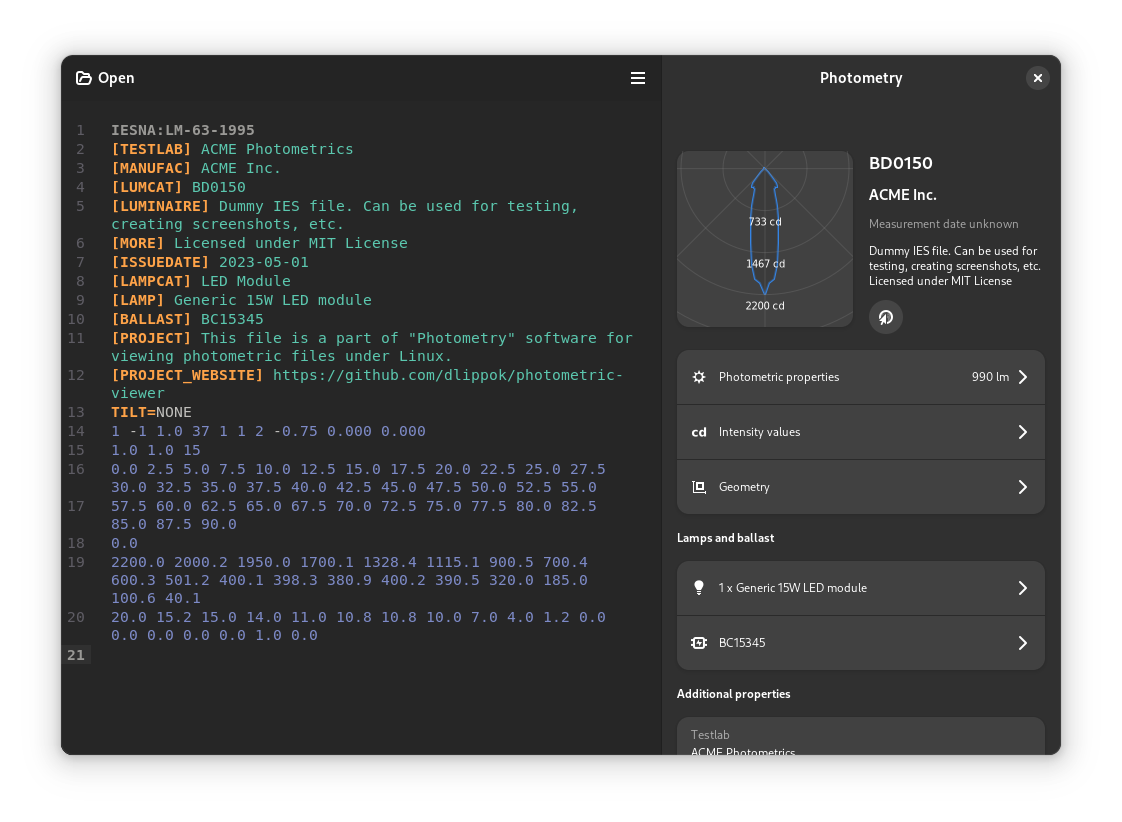 Open
1 IESNA:LM-63-1995
2 [TESTLAB] ACME Photometrics
3 [MANUFAC] ACME Inc.
4 [LUMCAT] BD0150
5 [LUMINAIRE] Dummy IES file. Can be used for testing,
creating screenshots, etc.
6 [MORE] Licensed under MIT License
7 [ISSUEDATE] 2023-05-01
8 [LAMPCAT] LED Module
9 [LAMP] Generic 15W LED module
10 [BALLAST] BC15345
11 [PROJECT] This file is a part of "Photometry" software for
viewing photometric files under Linux.
12 [PROJECT_WEBSITE] https://github.com/dlippok/photometric-
viewer
13 TILT=NONE
14 1 -1 1.0 37 1 1 2 -0.75 0.000 0.000
15 1.0 1.0 15
16 0.0 2.5 5.0 7.5 10.0 12.5 15.0 17.5 20.0 22.5 25.0 27.5
30.0 32.5 35.0 37.5 40.0 42.5 45.0 47.5 50.0 52.5 55.0
17 57.5 60.0 62.5 65.0 67.5 70.0 72.5 75.0 77.5 80.0 82.5
85.0 87.5 90.0
18 0.0
19 2200.0 2000.2 1950.0 1700.1 1328.4 1115.1 900.5 700.4
600.3 501.2 400.1 398.3 380.9 400.2 390.5 320.0 185.0
100.6 40.1
20 20.0 15.2 15.0 14.0 11.0 10.8 10.8 10.0 7.0 4.0 1.2 0.0
0.0 0.0 0.0 0.0 1.0 0.0
21
Photometry
733 cd
1467 cd
2200 cd
BD0150
ACME Inc.
Measurement date unknown
Dummy IES file. Can be used for
testing, creating screenshots, etc.
Licensed under MIT License
Photometric properties 990 lm
cd Intensity values
Geometry
Lamps and ballast
1 x Generic 15W LED module
BC15345
Additional properties
Testlab
ACME Photometrics